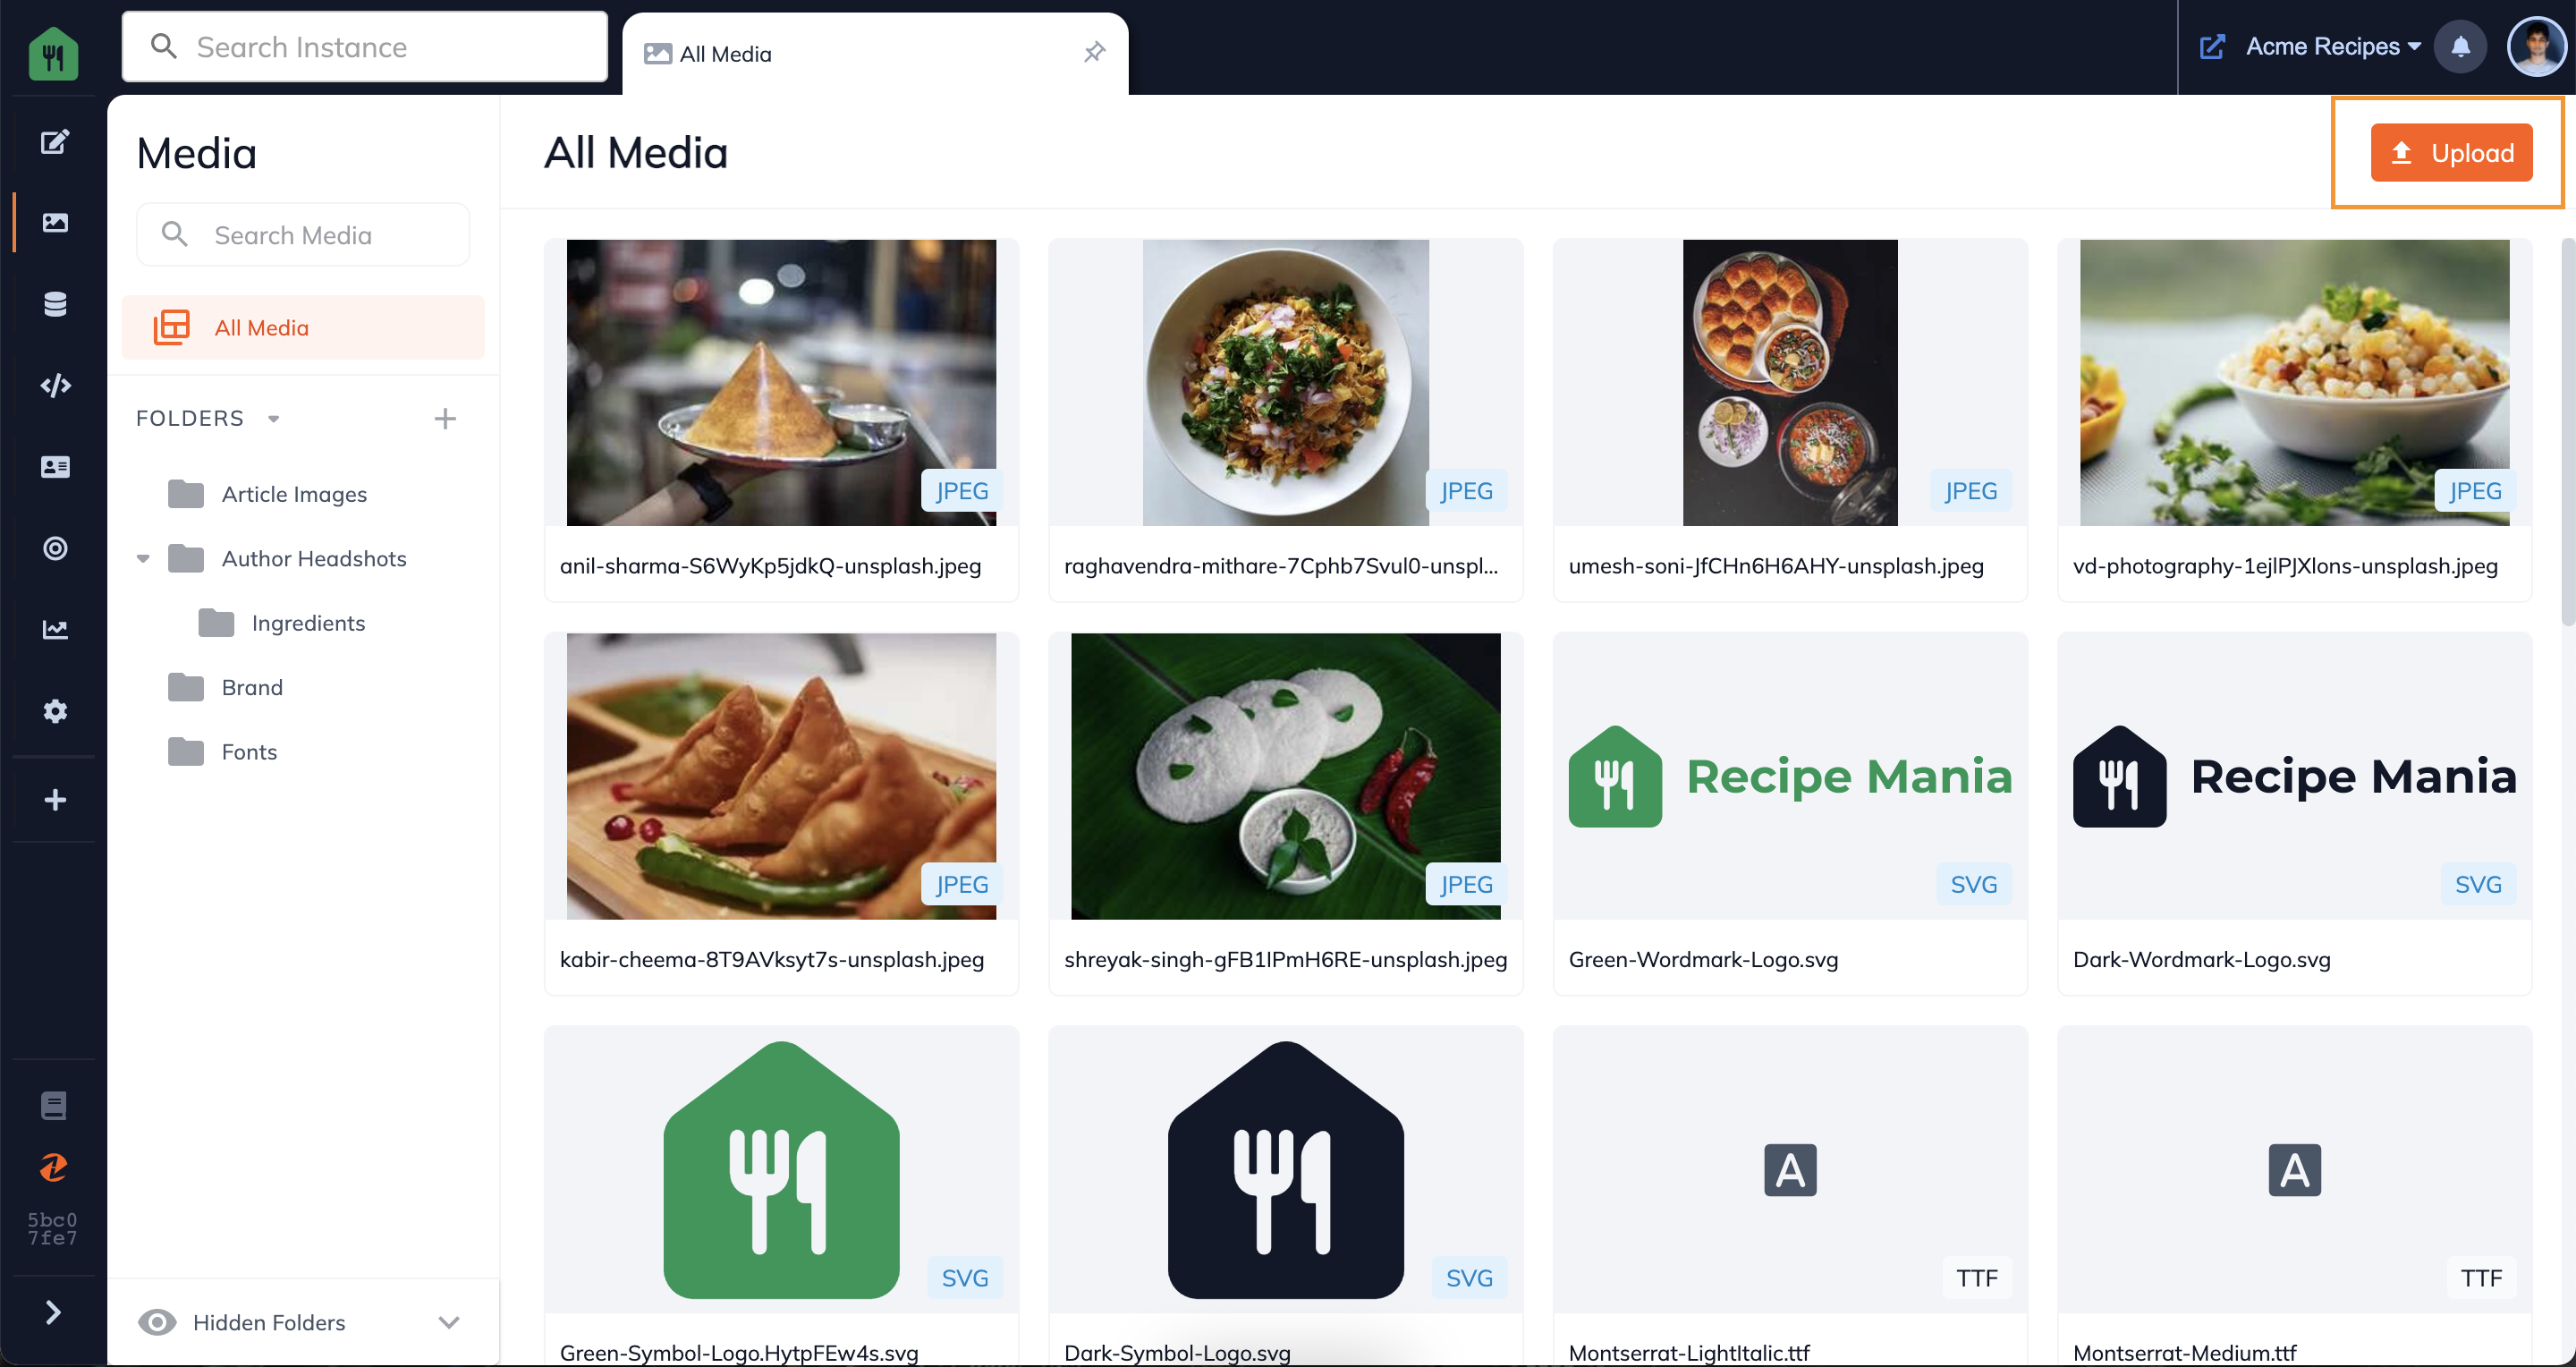 Search Instance
All Media
Acme Recipes
Media
Search Media
All Media
FOLDERS
Article Images
Author Headshots
Ingredients
Brand
Fonts
5bc0
7fe7
Hidden Folders
All Media
Upload
JPEG
JPEG
JPEG
JPEG
anil-sharma-S6WyKp5jdkQ-unsplash.jpeg
raghavendra-mithare-7Cphb7Svul0-unspl...
umesh-soni-JfCHn6H6AHY-unsplash.jpeg
vd-photography-1ejlPJXlons-unsplash.jpeg
Recipe Mania
Recipe Mania
JPEG
JPEG
SVG
SVG
kabir-cheema-8T9AVksyt7s-unsplash.jpeg
shreyak-singh-gFB1IPmH6RE-unsplash.jpeg
Green-Wordmark-Logo.svg
Dark-Wordmark-Logo.svg
A
A
SVG
SVG
TTF
TTF
Green-Symbol-Logo.HytpFEw4s.svg
Dark-Symbol-Logo.svg
Montserrat-LightItalic.ttf
Montserrat-Medium.ttf